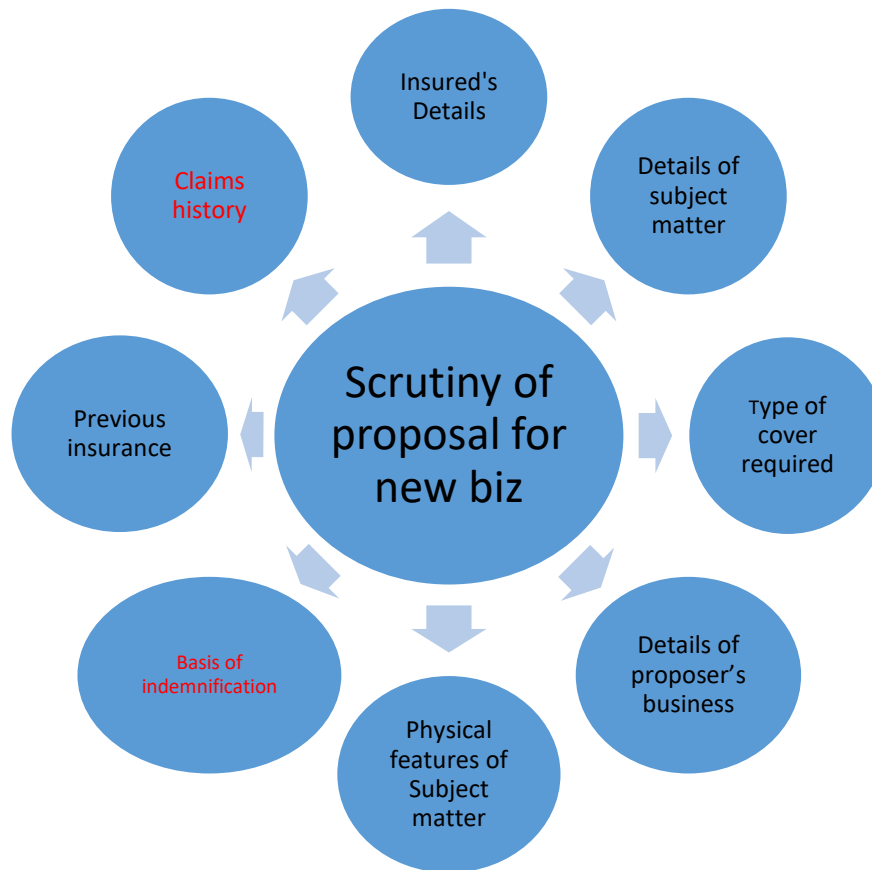 Insured's
Details
Details of
subject
matter
Type of
cover
required
Details of
proposer’s
business
Physical
features of
Subject
matter
Basis of
indemnification
Previous
insurance
Claims
history
Scrutiny of
proposal for
new biz